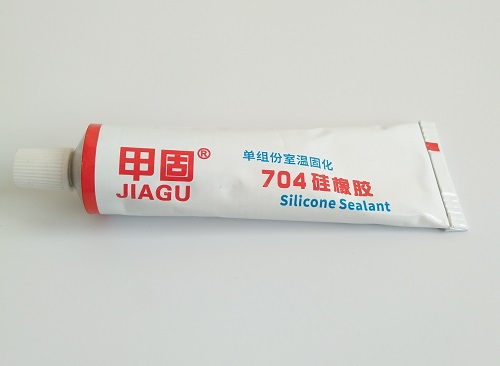 甲固®
JIAGU
单组份室温固化
704硅橡胶
Silicone Sealant